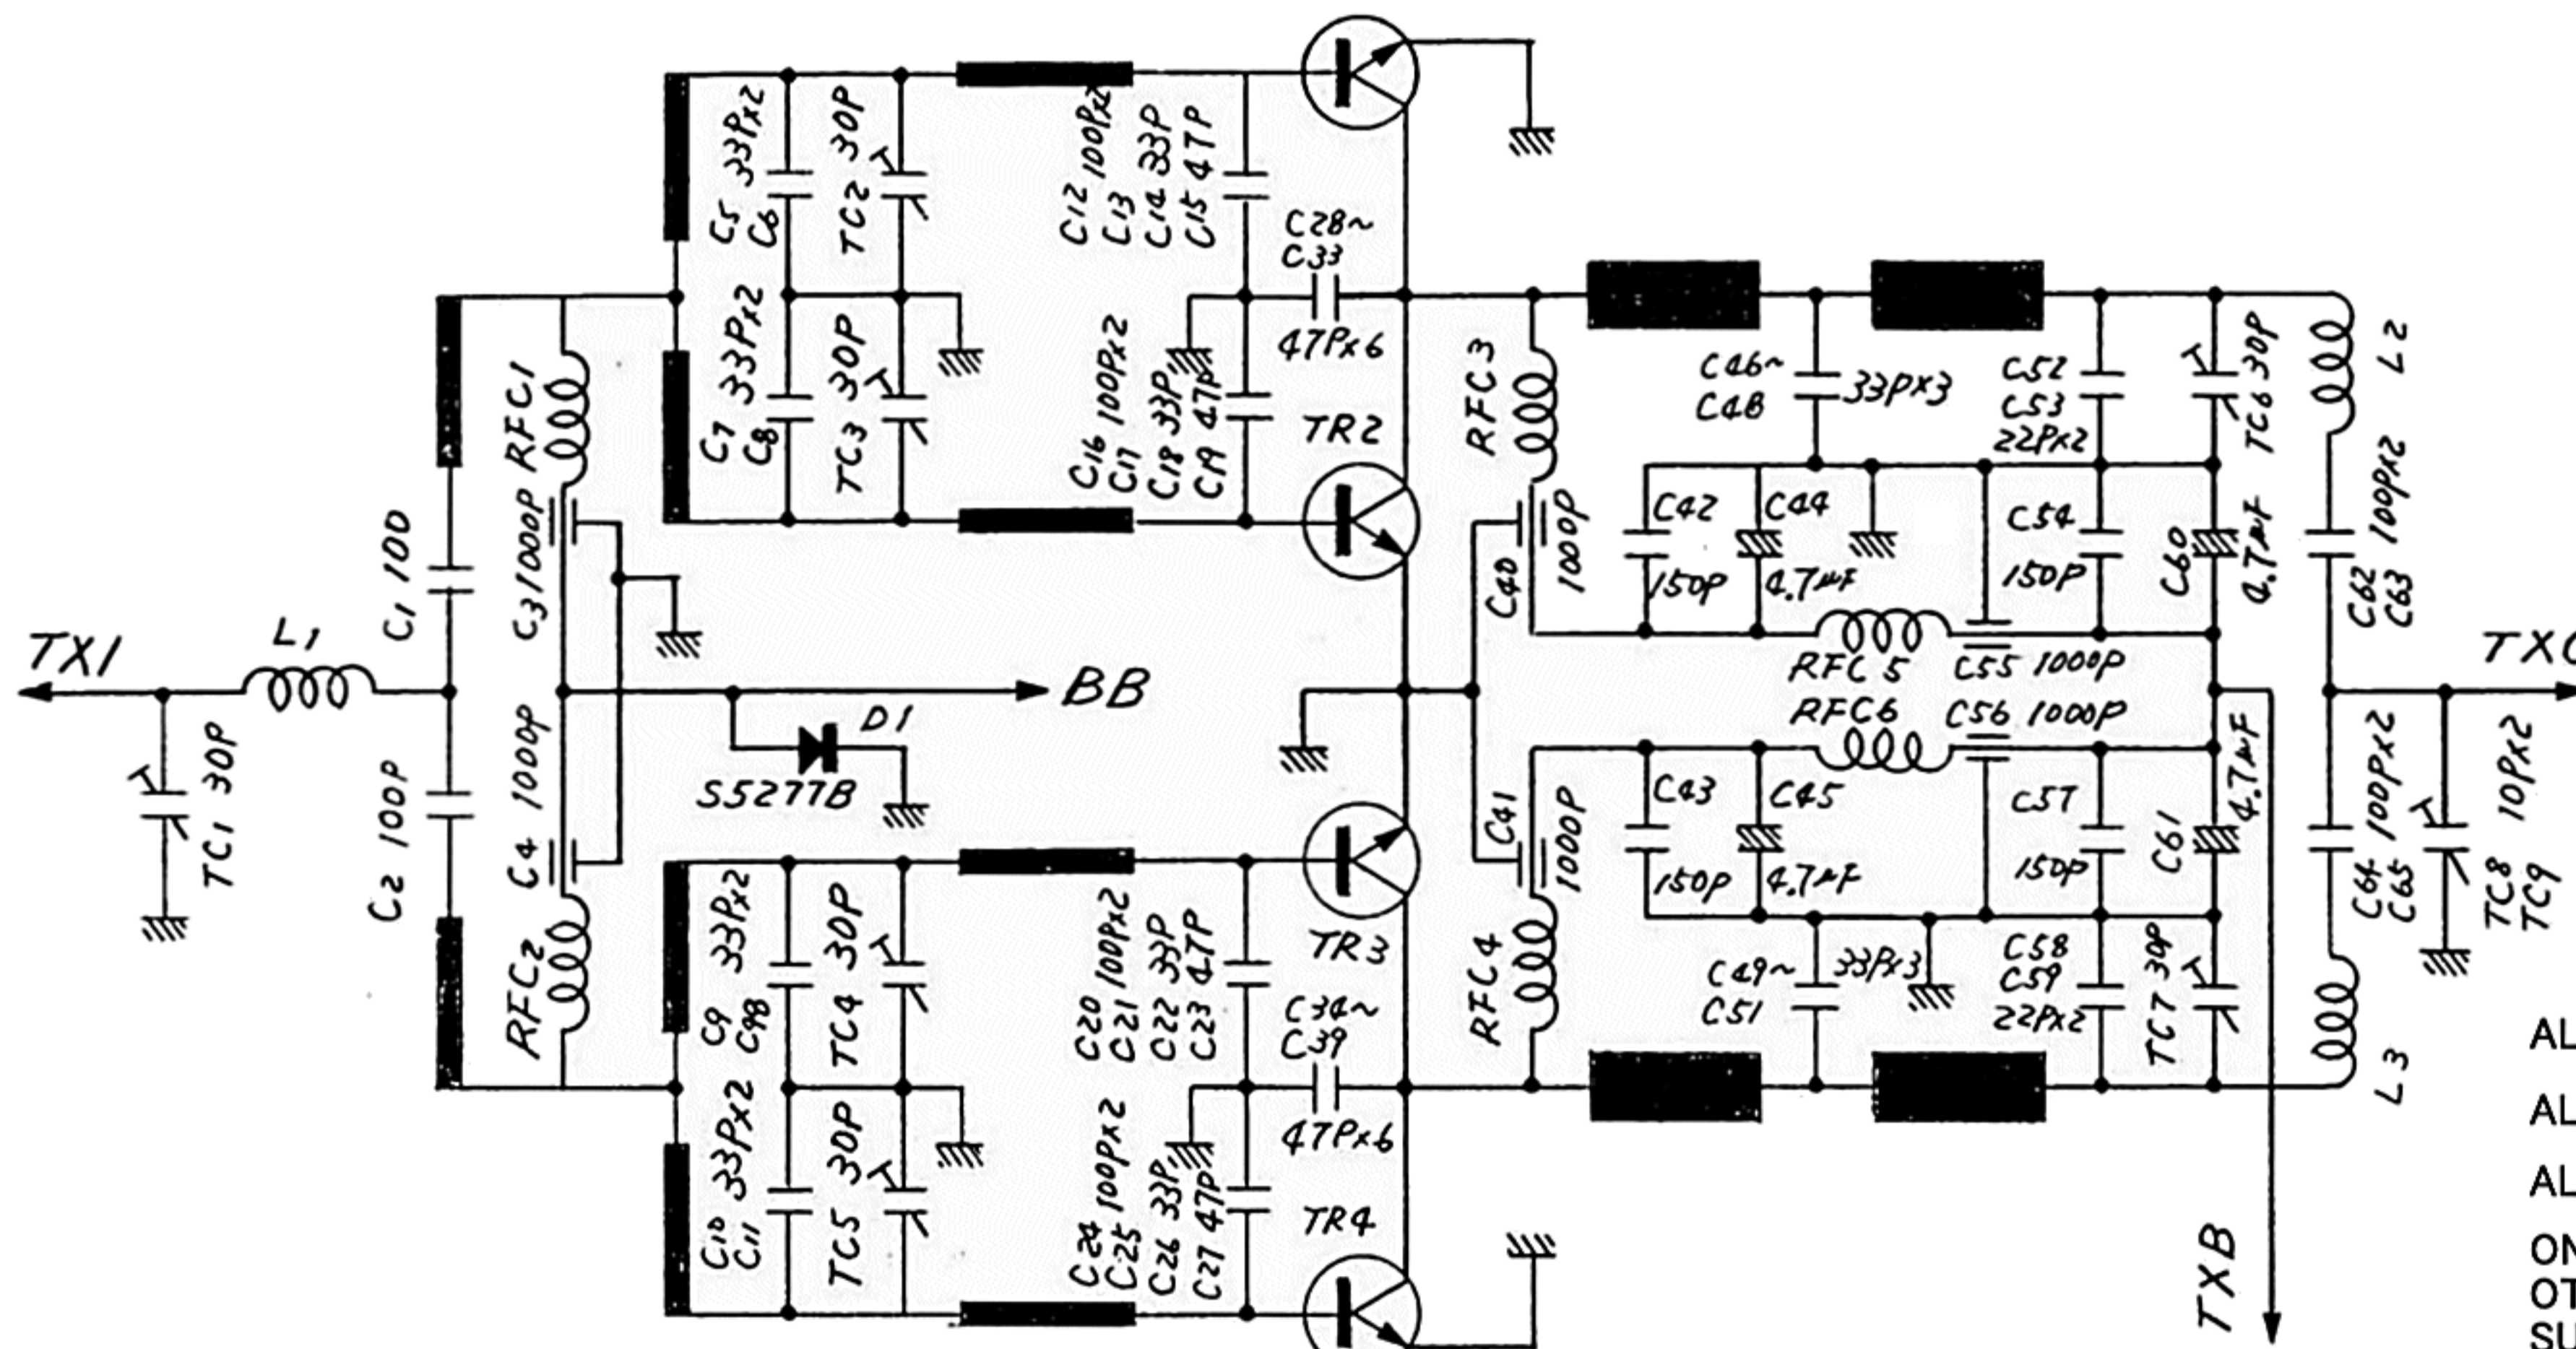 TX1
L1
TC1 30P
C1 100
C2 100P
RFC1
C3 1000P
C4 1000P
RFC2
C5 33Px2
C6
TC2 30P
C7 33Px2
C8
TC3 30P
BB
D1
S5277B
C9 33Px2
C98
TC4 30P
C10 33Px2
C11
TC5 30P
C12 100Px2
C13
C14 33P
C15 47P
C16 100Px2
C17
C18 33P
C19 47P
C28~
C33
47Px6
TR2
TR3
C20 100Px2
C21
C22 33P
C23 47P
C34~
C39
47Px6
C24 100Px2
C25
C26 33P
C27 47P
TR4
RFC3
C40 1000P
C41 1000P
RFC4
C46~
C48
33Px3
C52
C53
22Px2
TC6 30P
L2
C42
150P
C44
4.7μF
C54
150P
C60
4.7μF
C62 100Px2
C63
RFC5
C55 1000P
RFC6
C56 1000P
C43
150P
C45
4.7μF
C57
150P
C61
4.7μF
C64 100Px2
C65
TC8 10Px2
TC9
C49~
C51
33Px3
C58
C59
22Px2
TC7 30P
L3
TXB
AL
AL
AL
ON
OT
SU